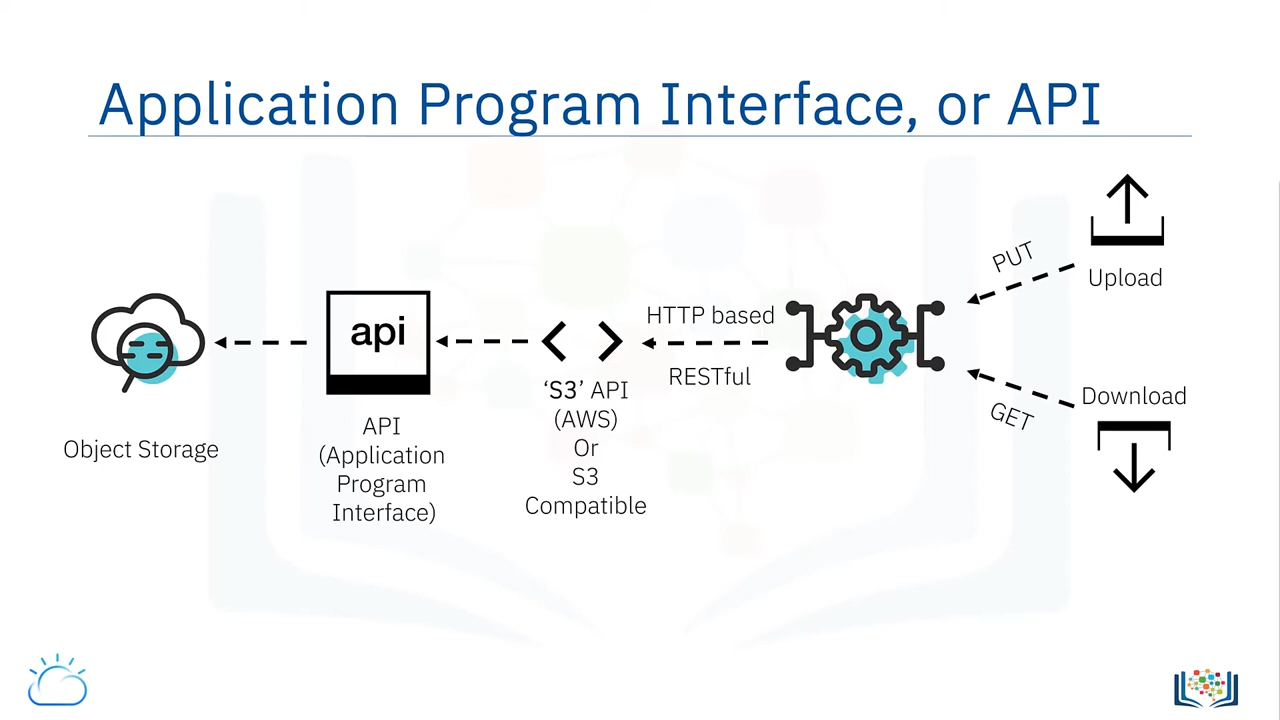 Application Program Interface, or API
Object Storage
api
API
(Application
Program
Interface)
‘S3’ API
(AWS)
Or
S3
Compatible
HTTP based
RESTful
PUT
Upload
GET
Download